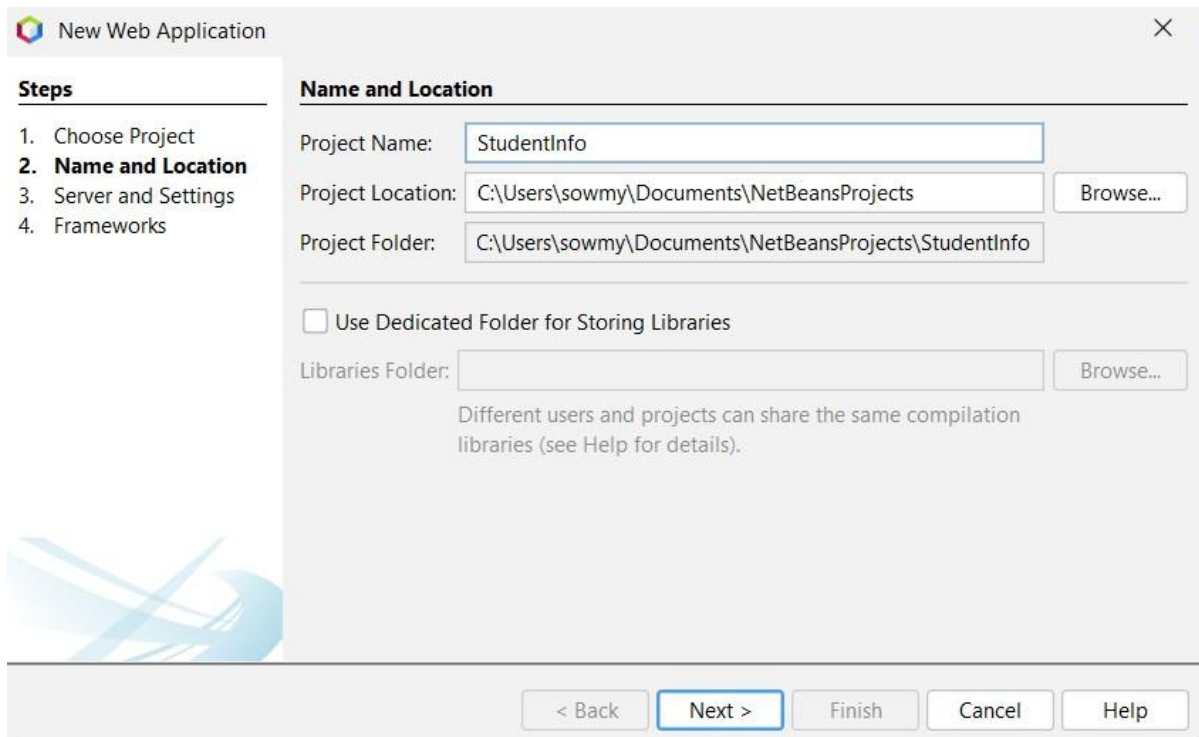 New Web Application
Steps
1. Choose Project
2. Name and Location
3. Server and Settings
4. Frameworks
Name and Location
Project Name: StudentInfo
Project Location: C:\Users\sowmy\Documents\NetBeansProjects Browse...
Project Folder: C:\Users\sowmy\Documents\NetBeansProjects\StudentInfo
Use Dedicated Folder for Storing Libraries
Libraries Folder: Browse...
Different users and projects can share the same compilation
libraries (see Help for details).
< Back Next > Finish Cancel Help